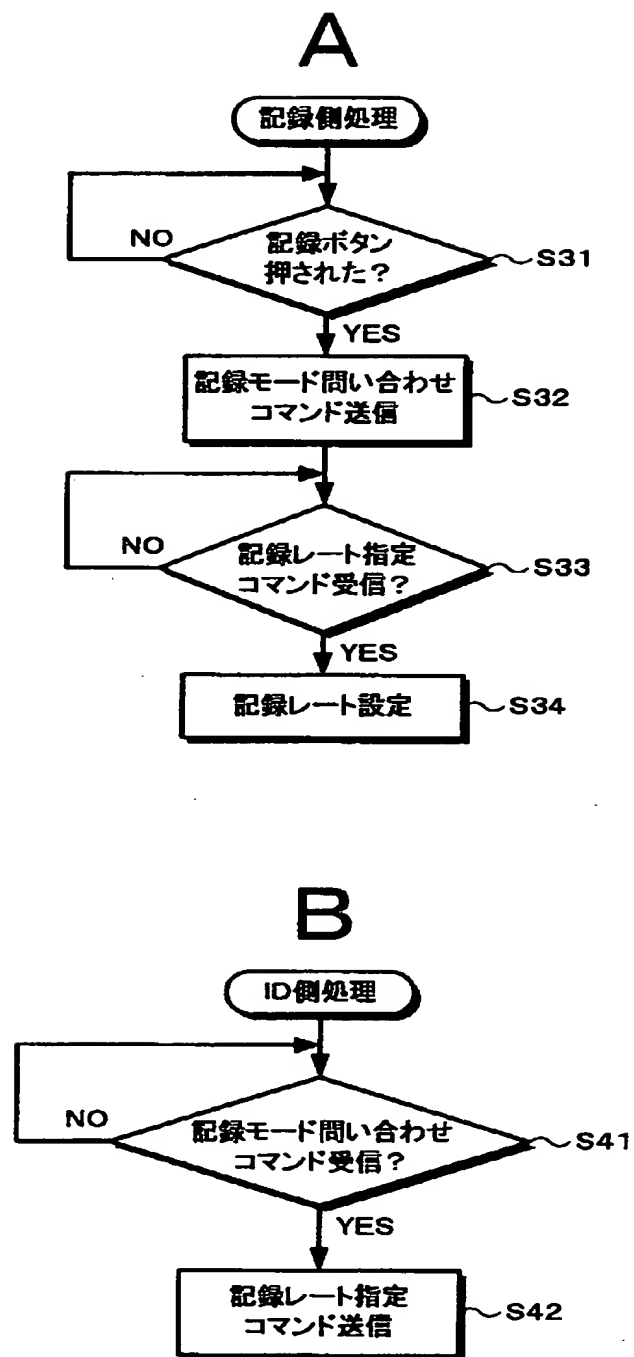 A
記録側処理
記録ボタン
押された？
NO
S31
YES
記録モード問い合わせ
コマンド送信
S32
記録レート指定
コマンド受信？
NO
S33
YES
記録レート設定
S34
B
ID側処理
記録モード問い合わせ
コマンド受信？
NO
S41
YES
記録レート指定
コマンド送信
S42